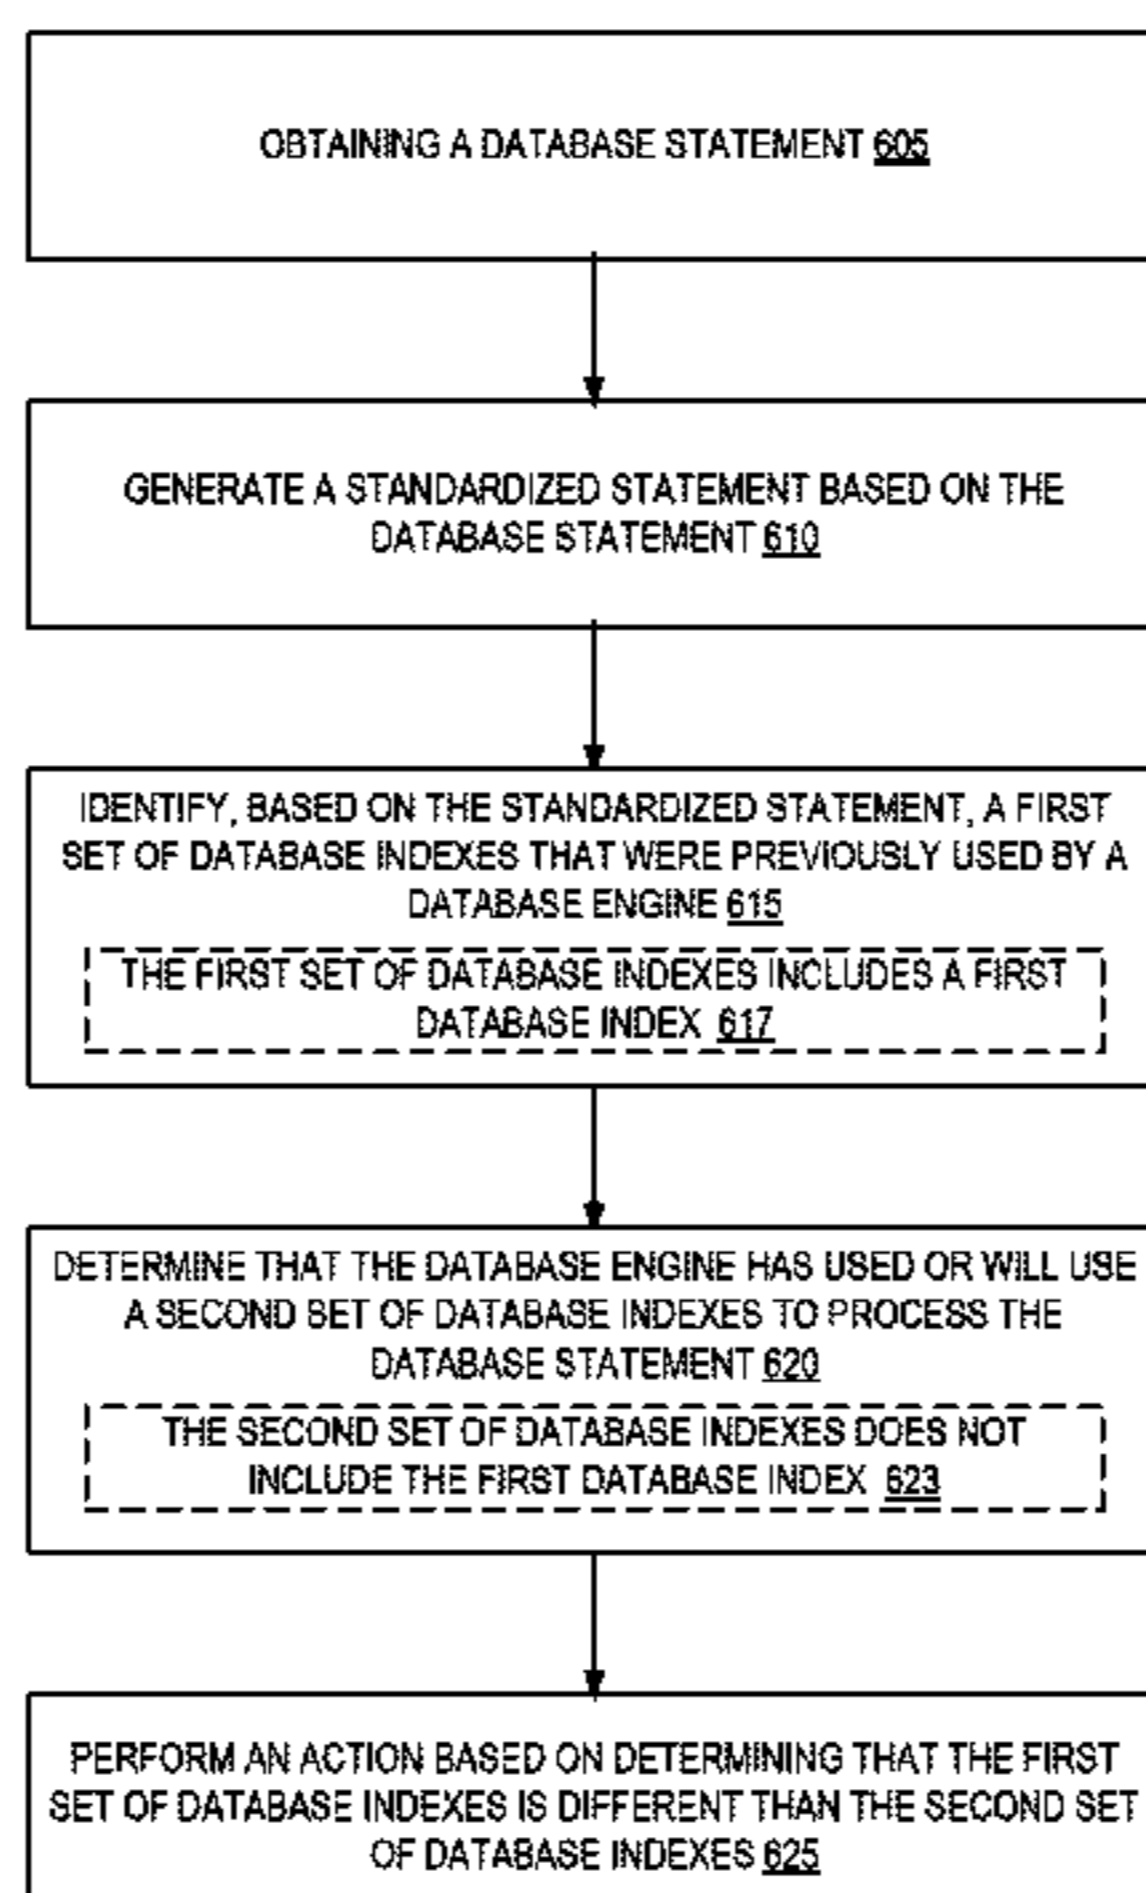 OBTAINING A DATABASE STATEMENT 605
GENERATE A STANDARDIZED STATEMENT BASED ON THE
DATABASE STATEMENT 610
IDENTIFY, BASED ON THE STANDARDIZED STATEMENT, A FIRST
SET OF DATABASE INDEXES THAT WERE PREVIOUSLY USED BY A
DATABASE ENGINE 615
THE FIRST SET OF DATABASE INDEXES INCLUDES A FIRST
DATABASE INDEX 617
DETERMINE THAT THE DATABASE ENGINE HAS USED OR WILL USE
A SECOND SET OF DATABASE INDEXES TO PROCESS THE
DATABASE STATEMENT 620
THE SECOND SET OF DATABASE INDEXES DOES NOT
INCLUDE THE FIRST DATABASE INDEX 623
PERFORM AN ACTION BASED ON DETERMINING THAT THE FIRST
SET OF DATABASE INDEXES IS DIFFERENT THAN THE SECOND SET
OF DATABASE INDEXES 625